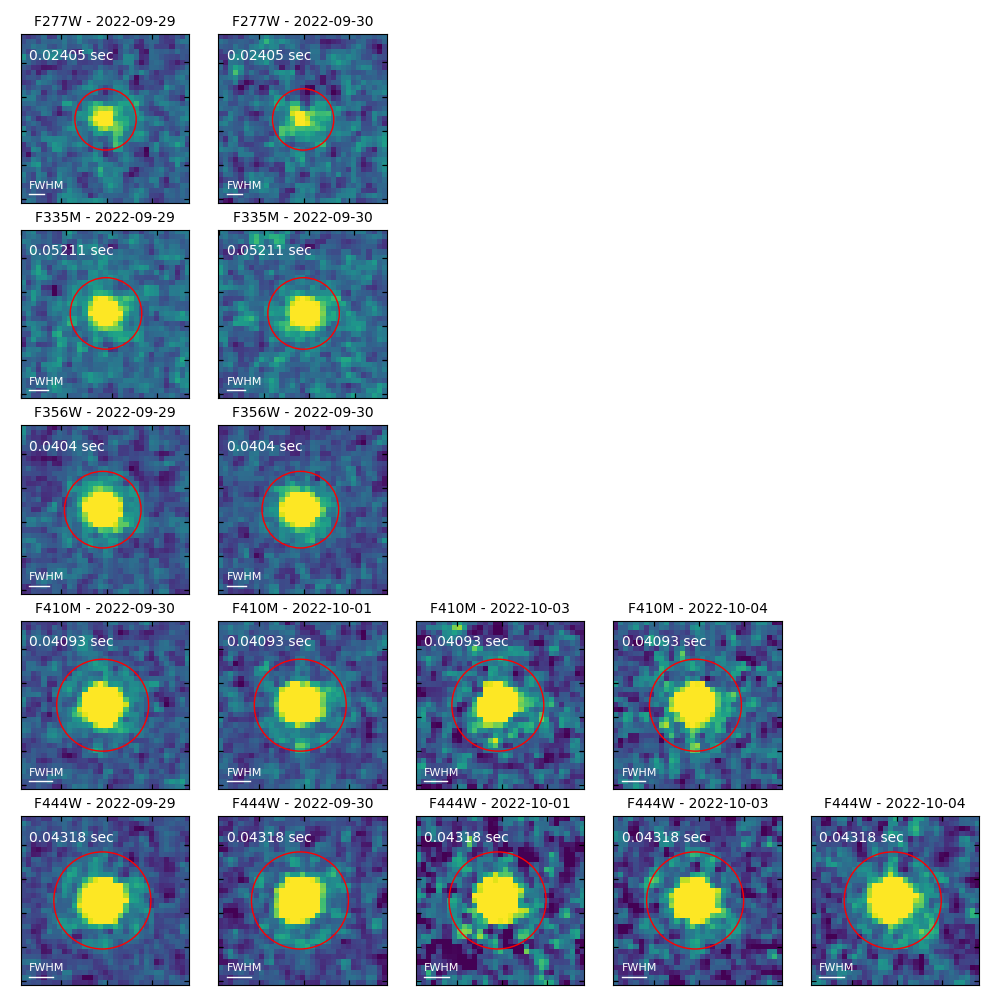 F277W - 2022-09-29
F277W - 2022-09-30
0.02405 sec
0.02405 sec
FWHM
FWHM
F335M - 2022-09-29
F335M - 2022-09-30
0.05211 sec
0.05211 sec
FWHM
FWHM
F356W - 2022-09-29
F356W - 2022-09-30
0.0404 sec
0.0404 sec
FWHM
FWHM
F410M - 2022-09-30
F410M - 2022-10-01
F410M - 2022-10-03
F410M - 2022-10-04
0.04093 sec
0.04093 sec
0.04093 sec
0.04093 sec
FWHM
FWHM
FWHM
FWHM
F444W - 2022-09-29
F444W - 2022-09-30
F444W - 2022-10-01
F444W - 2022-10-03
F444W - 2022-10-04
0.04318 sec
0.04318 sec
0.04318 sec
0.04318 sec
0.04318 sec
FWHM
FWHM
FWHM
FWHM
FWHM